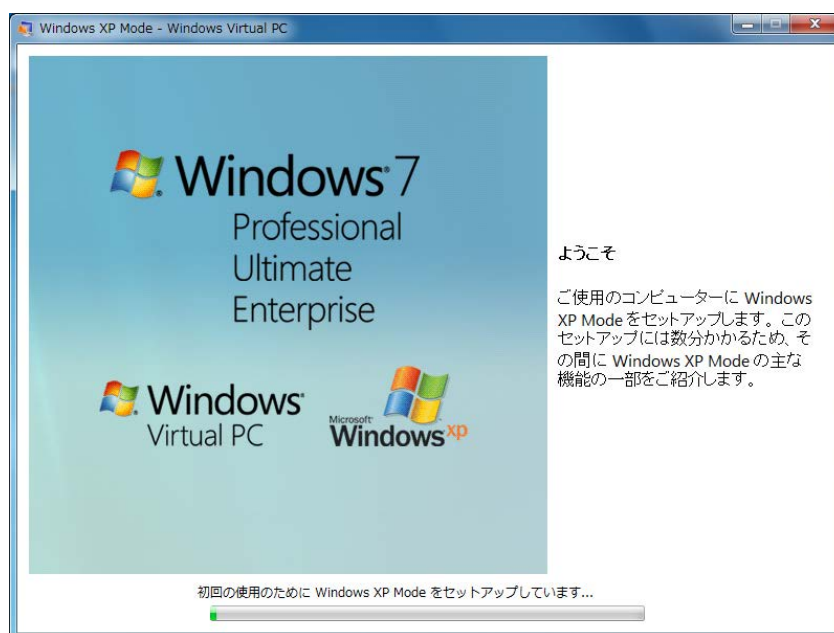 Windows XP Mode - Windows Virtual PC
Windows 7
Professional
Ultimate
Enterprise
Windows
Virtual PC
Microsoft
Windows xp
ようこそ
ご使用のコンピューターに Windows
XP Mode をセットアップします。この
セットアップには数分かかるため、そ
の間に Windows XP Mode の主な
機能の一部をご紹介します。
初回の使用のために Windows XP Mode をセットアップしています...